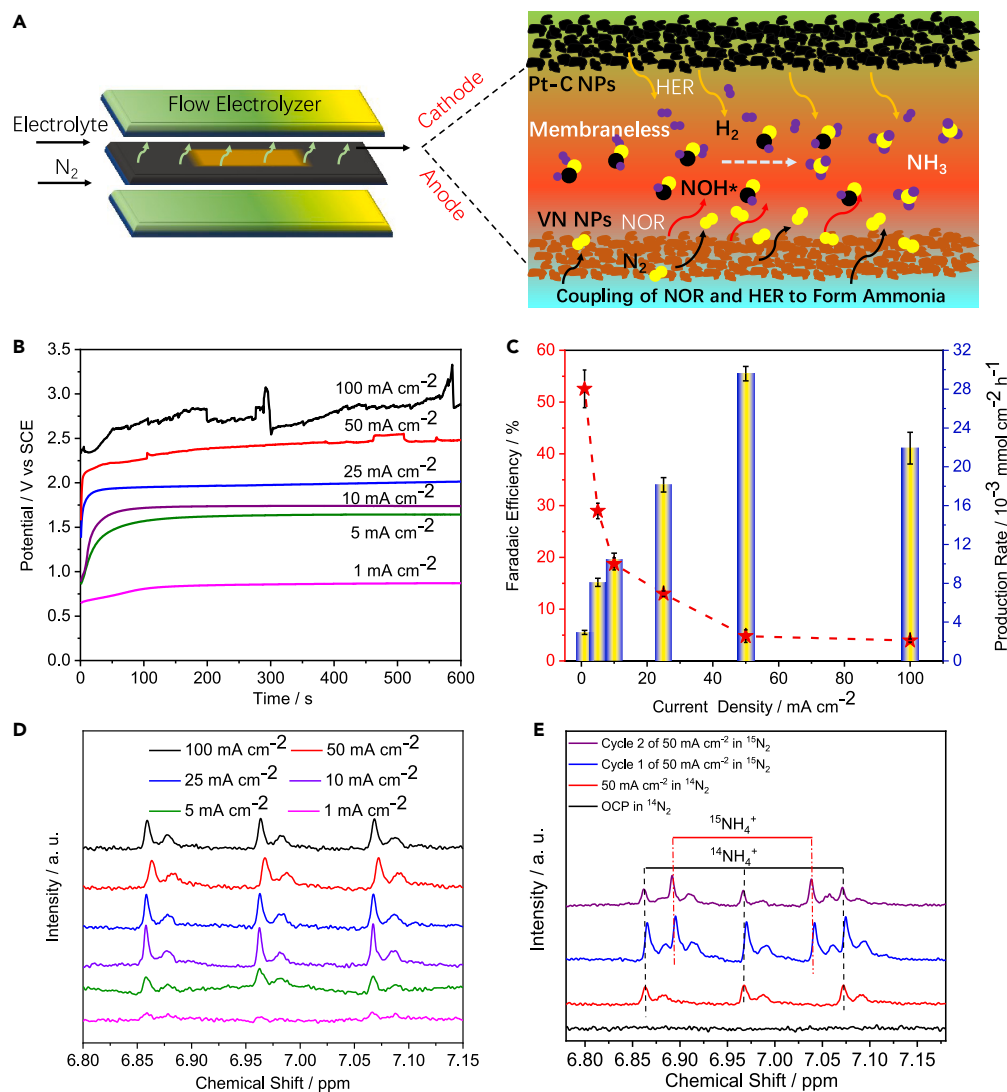 A
Flow Electrolyzer
Electrolyte
N2
Cathode
Anode
Pt-C NPs
HER
Membraneless
H2
NH3
NOH*
VN NPs
NOR
N2
Coupling of NOR and HER to Form Ammonia
B
Potential / V vs SCE
3.5
3.0
2.5
2.0
1.5
1.0
0.5
0.0
100 mA cm-2
50 mA cm-2
25 mA cm-2
10 mA cm-2
5 mA cm-2
1 mA cm-2
0 100 200 300 400 500 600
Time / s
C
Faradaic Efficiency / %
60
50
40
30
20
10
0
32
28
24
20
16
12
8
4
0
Production Rate / 10-3 mmol cm-2 h-1
0 20 40 60 80 100
Current Density / mA cm-2
D
Intensity / a. u.
100 mA cm-2 50 mA cm-2
25 mA cm-2 10 mA cm-2
5 mA cm-2 1 mA cm-2
6.80 6.85 6.90 6.95 7.00 7.05 7.10 7.15
Chemical Shift / ppm
E
Intensity / a. u.
Cycle 2 of 50 mA cm-2 in 15N2
Cycle 1 of 50 mA cm-2 in 15N2
50 mA cm-2 in 14N2
OCP in 14N2
15NH4+
14NH4+
6.80 6.85 6.90 6.95 7.00 7.05 7.10 7.15
Chemical Shift / ppm